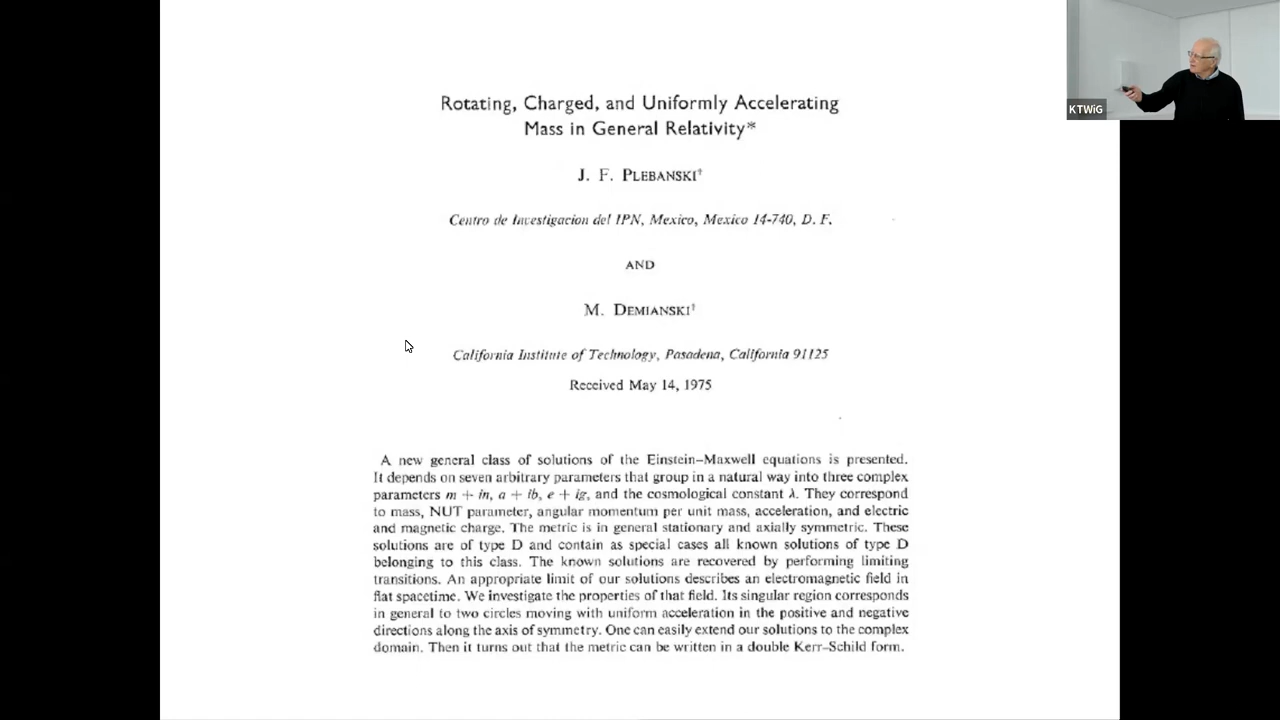 Rotating, Charged, and Uniformly Accelerating
Mass in General Relativity*
J. F. PLEBANSKI†
Centro de Investigacion del IPN, Mexico, Mexico 14-740, D. F.
AND
M. DEMIANSKI†
California Institute of Technology, Pasadena, California 91125
Received May 14, 1975
A new general class of solutions of the Einstein–Maxwell equations is presented.
It depends on seven arbitrary parameters that group in a natural way into three complex
parameters m + in, a + ib, e + ig, and the cosmological constant λ. They correspond
to mass, NUT parameter, angular momentum per unit mass, acceleration, and electric
and magnetic charge. The metric is in general stationary and axially symmetric. These
solutions are of type D and contain as special cases all known solutions of type D
belonging to this class. The known solutions are recovered by performing limiting
transitions. An appropriate limit of our solutions describes an electromagnetic field in
flat spacetime. We investigate the properties of that field. Its singular region corresponds
in general to two circles moving with uniform acceleration in the positive and negative
directions along the axis of symmetry. One can easily extend our solutions to the complex
domain. Then it turns out that the metric can be written in a double Kerr–Schild form.
KTWiG